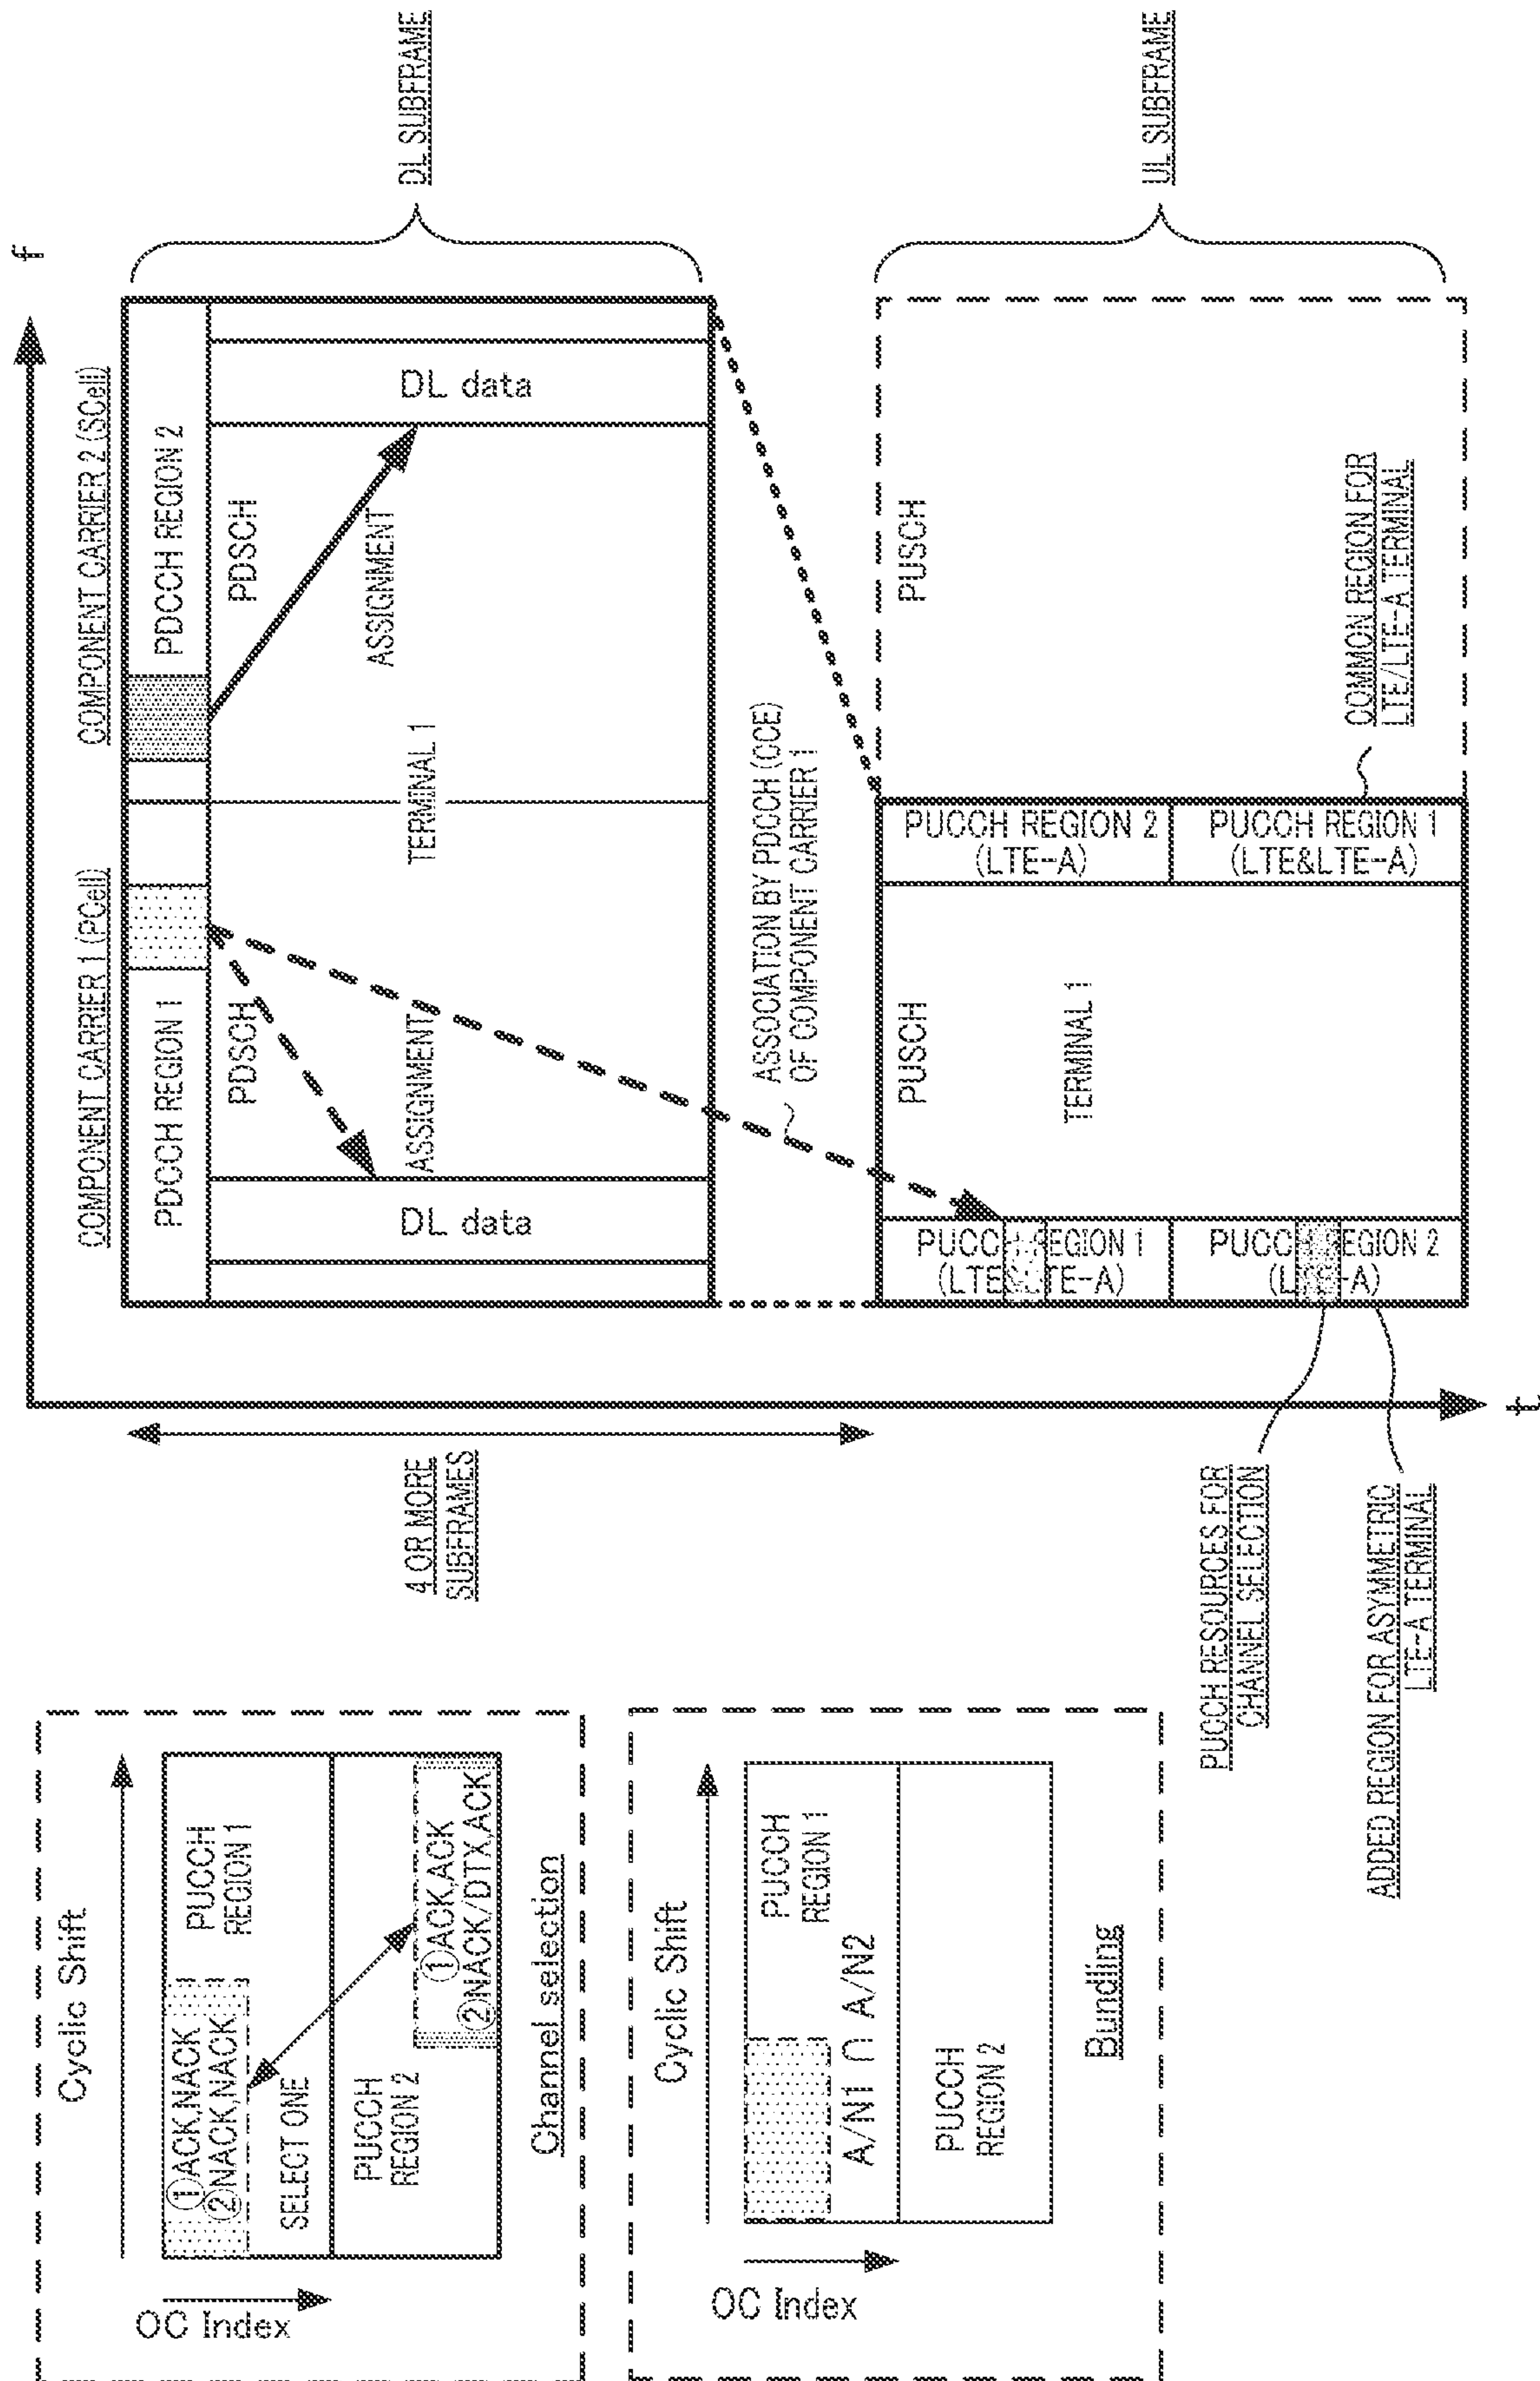 f
COMPONENT CARRIER 1 (PCell)
COMPONENT CARRIER 2 (SCell)
PDCCH REGION 1
PDCCH REGION 2
PDSCH
PDSCH
ASSIGNMENT
ASSIGNMENT
DL data
TERMINAL 1
DL data
DL SUBFRAME
4 OR MORE
SUBFRAMES
ASSOCIATION BY PDCCH (CCE)
OF COMPONENT CARRIER 1
PUSCH
PUSCH
PUCCH REGION 1
(LTE&LTE-A)
PUCCH REGION 2
(LTE-A)
TERMINAL 1
PUCCH REGION 2
(LTE-A)
PUCCH REGION 1
(LTE&LTE-A)
UL SUBFRAME
COMMON REGION FOR
LTE/LTE-A TERMINAL
t
PUCCH RESOURCES FOR
CHANNEL SELECTION
ADDED REGION FOR ASYMMETRIC
LTE-A TERMINAL
Cyclic Shift
OC Index
①ACK,NACK
②NACK,NACK
PUCCH
REGION 1
SELECT ONE
PUCCH
REGION 2
①ACK,ACK
②NACK/DTX,ACK
Channel selection
Cyclic Shift
OC Index
PUCCH
REGION 1
A/N1 ∩ A/N2
PUCCH
REGION 2
Bundling